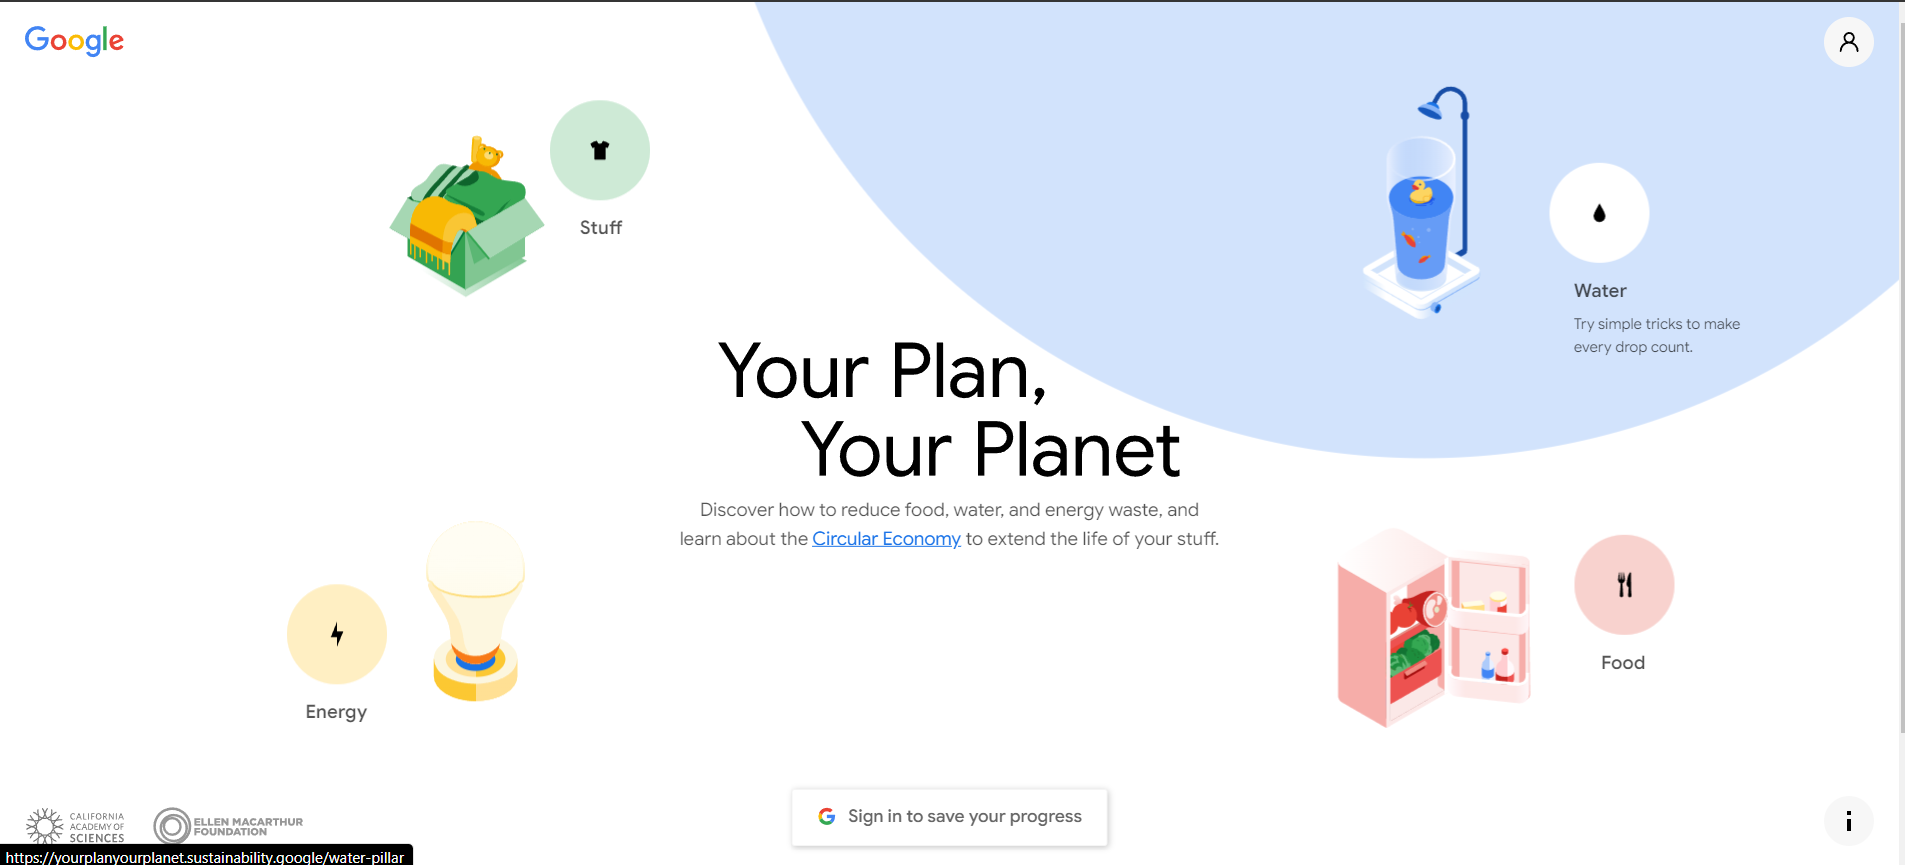 Google
Stuff
Water
Try simple tricks to make
every drop count.
Your Plan,
Your Planet
Discover how to reduce food, water, and energy waste, and
learn about the Circular Economy to extend the life of your stuff.
Energy
Food
CALIFORNIA
ACADEMY OF
SCIENCES
ELLEN MACARTHUR
FOUNDATION
G Sign in to save your progress
i
https://yourplanyourplanet.sustainability.google/water-pillar